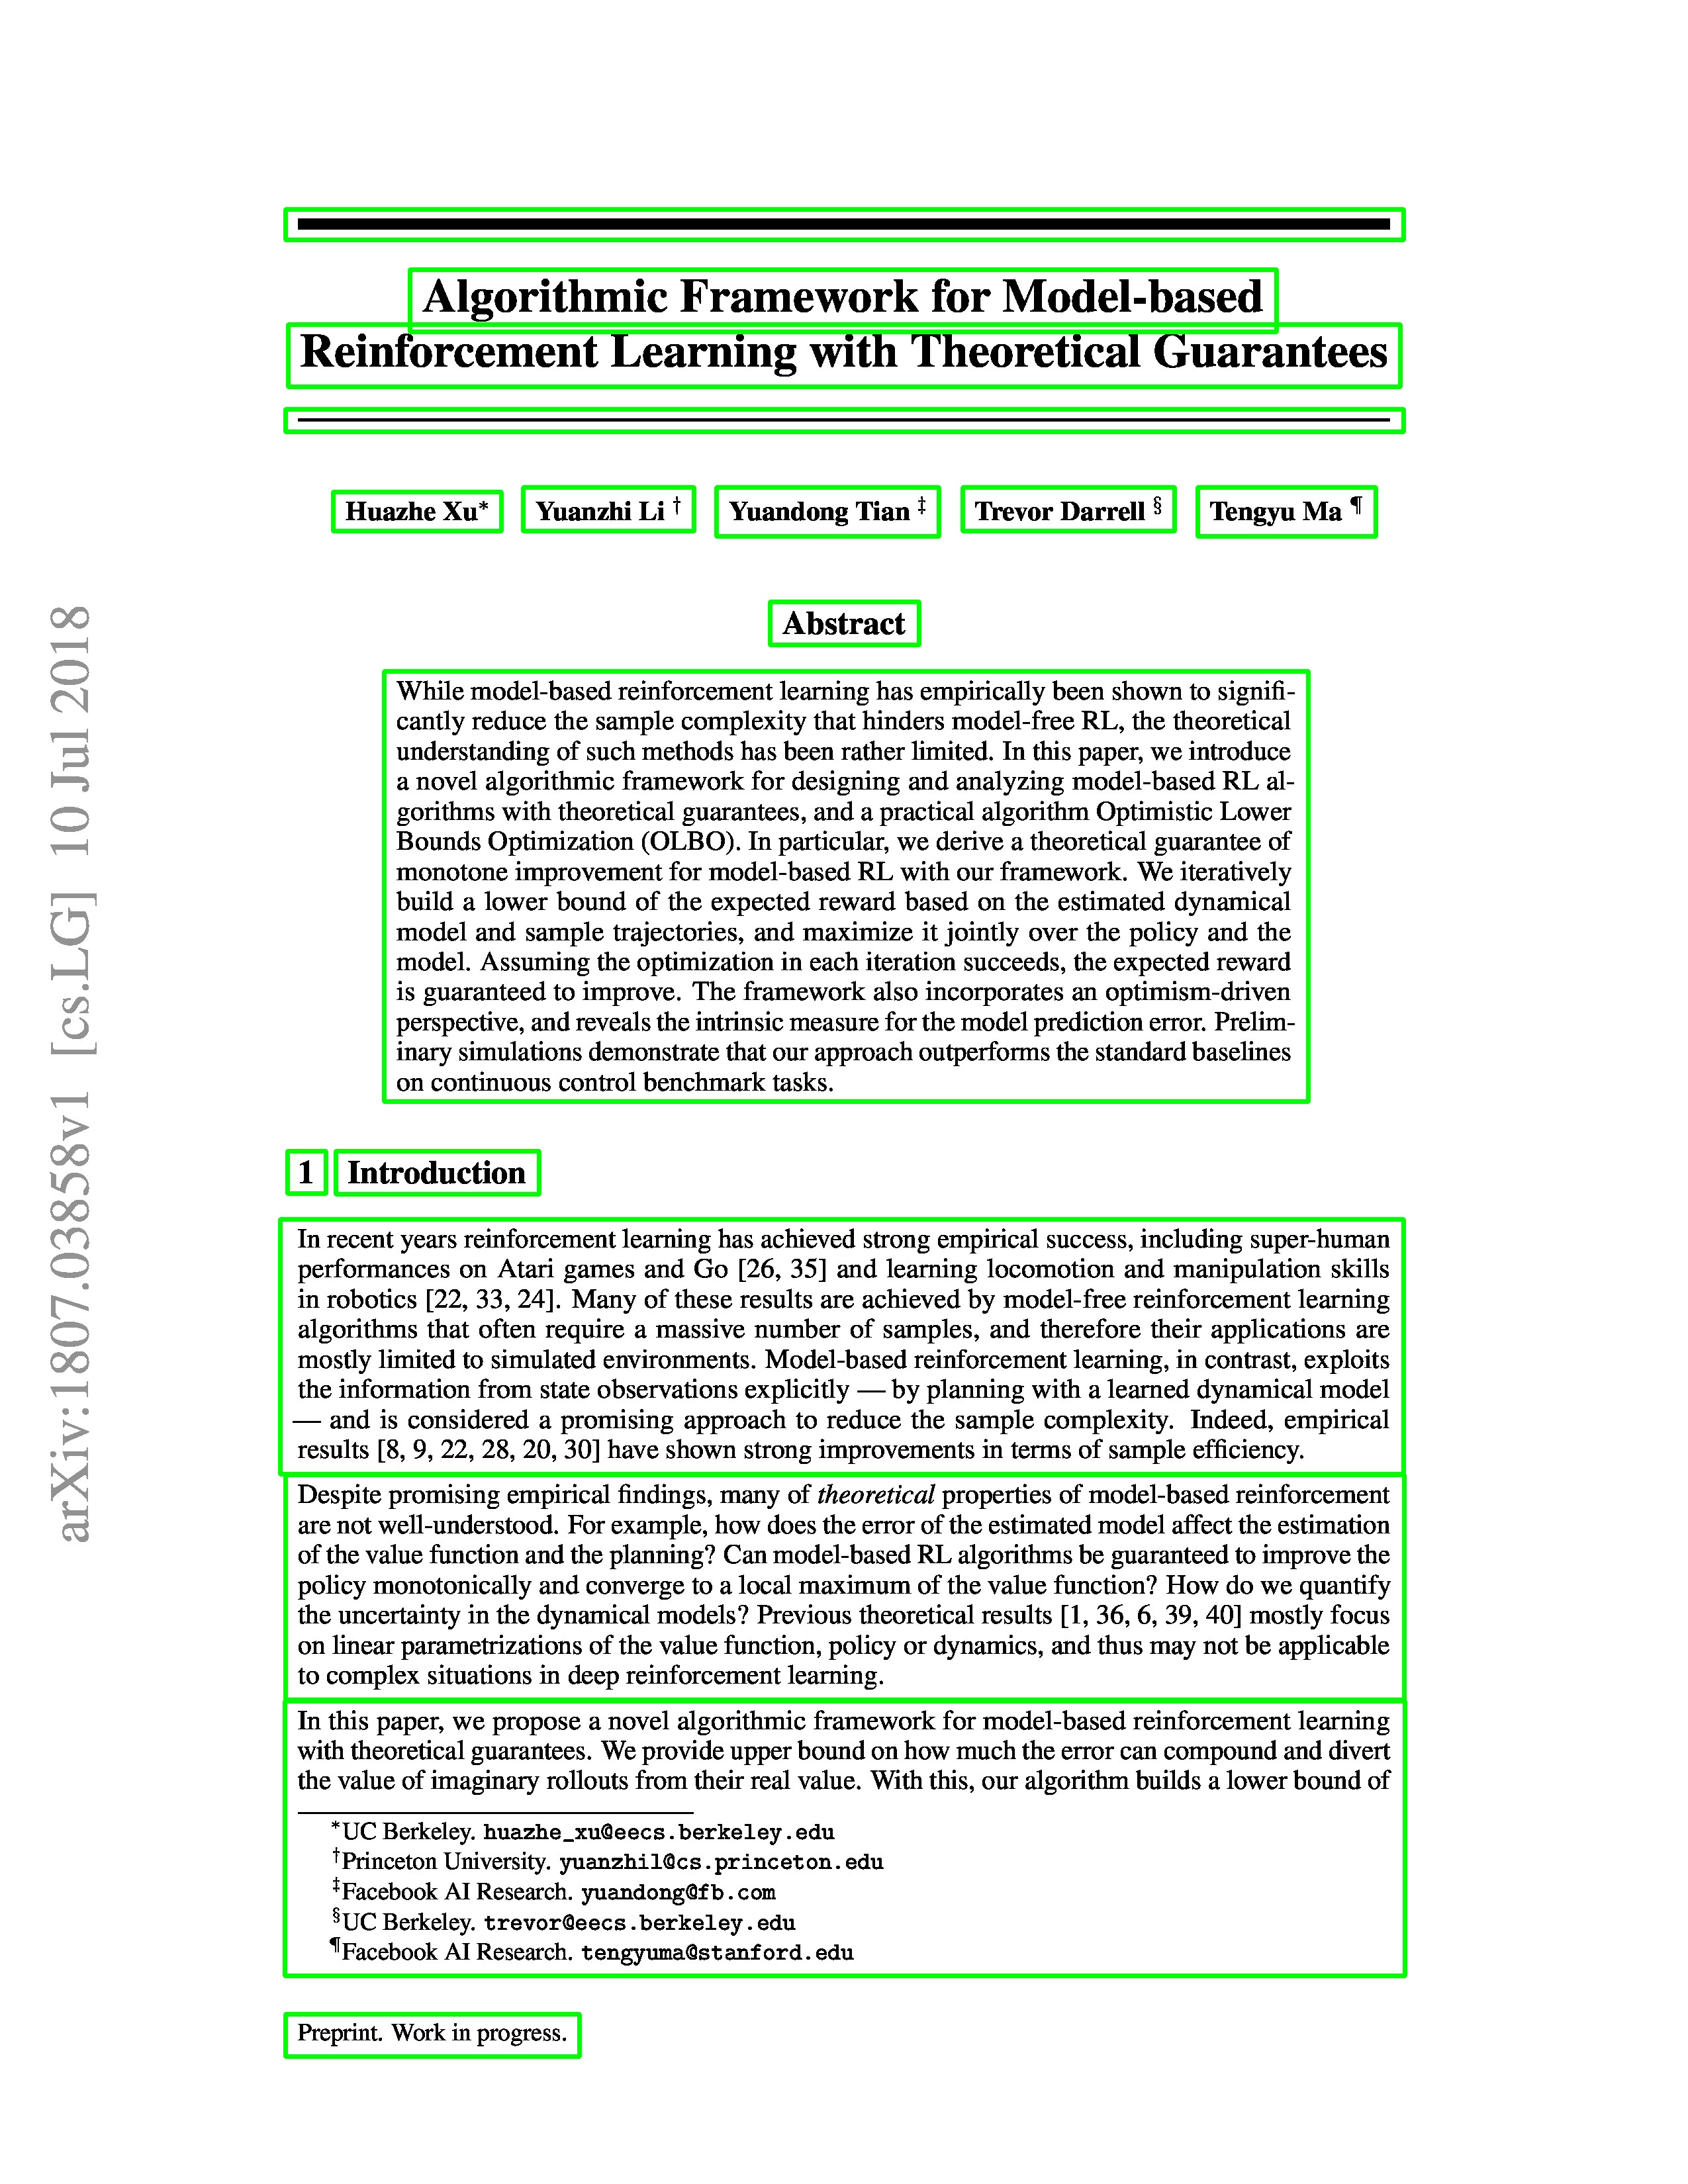 Algorithmic Framework for Model-based
Reinforcement Learning with Theoretical Guarantees
Huazhe Xu* Yuanzhi Li † Yuandong Tian ‡ Trevor Darrell § Tengyu Ma ¶
Abstract
While model-based reinforcement learning has empirically been shown to signifi-
cantly reduce the sample complexity that hinders model-free RL, the theoretical
understanding of such methods has been rather limited. In this paper, we introduce
a novel algorithmic framework for designing and analyzing model-based RL al-
gorithms with theoretical guarantees, and a practical algorithm Optimistic Lower
Bounds Optimization (OLBO). In particular, we derive a theoretical guarantee of
monotone improvement for model-based RL with our framework. We iteratively
build a lower bound of the expected reward based on the estimated dynamical
model and sample trajectories, and maximize it jointly over the policy and the
model. Assuming the optimization in each iteration succeeds, the expected reward
is guaranteed to improve. The framework also incorporates an optimism-driven
perspective, and reveals the intrinsic measure for the model prediction error. Prelim-
inary simulations demonstrate that our approach outperforms the standard baselines
on continuous control benchmark tasks.
1 Introduction
In recent years reinforcement learning has achieved strong empirical success, including super-human
performances on Atari games and Go [26, 35] and learning locomotion and manipulation skills
in robotics [22, 33, 24]. Many of these results are achieved by model-free reinforcement learning
algorithms that often require a massive number of samples, and therefore their applications are
mostly limited to simulated environments. Model-based reinforcement learning, in contrast, exploits
the information from state observations explicitly — by planning with a learned dynamical model
— and is considered a promising approach to reduce the sample complexity. Indeed, empirical
results [8, 9, 22, 28, 20, 30] have shown strong improvements in terms of sample efficiency.
Despite promising empirical findings, many of theoretical properties of model-based reinforcement
are not well-understood. For example, how does the error of the estimated model affect the estimation
of the value function and the planning? Can model-based RL algorithms be guaranteed to improve the
policy monotonically and converge to a local maximum of the value function? How do we quantify
the uncertainty in the dynamical models? Previous theoretical results [1, 36, 6, 39, 40] mostly focus
on linear parametrizations of the value function, policy or dynamics, and thus may not be applicable
to complex situations in deep reinforcement learning.
In this paper, we propose a novel algorithmic framework for model-based reinforcement learning
with theoretical guarantees. We provide upper bound on how much the error can compound and divert
the value of imaginary rollouts from their real value. With this, our algorithm builds a lower bound of
*UC Berkeley. huazhe_xu@eecs.berkeley.edu
†Princeton University. yuanzhil@cs.princeton.edu
‡Facebook AI Research. yuandong@fb.com
§UC Berkeley. trevor@eecs.berkeley.edu
¶Facebook AI Research. tengyuma@stanford.edu
Preprint. Work in progress.
arXiv:1807.03858v1 [cs.LG] 10 Jul 2018